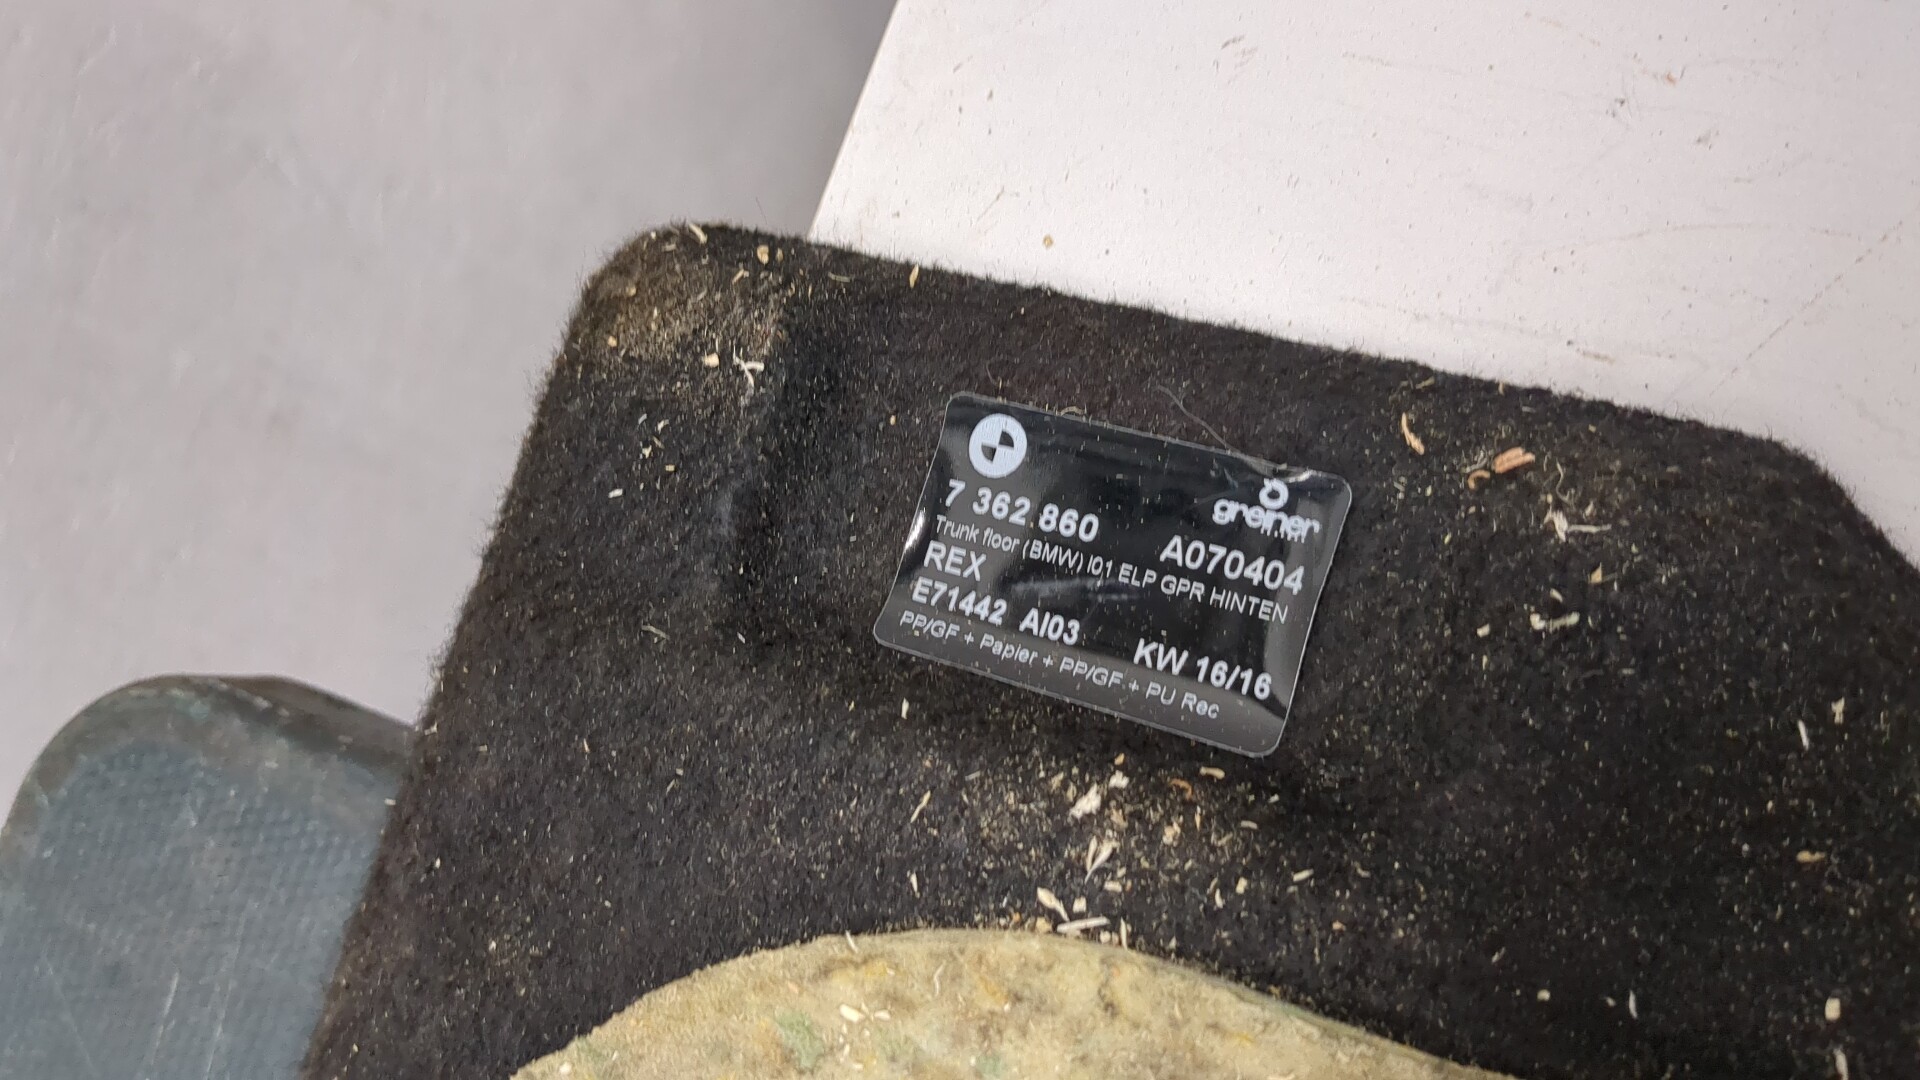 greiner
7 362 860 A070404
Trunk floor (BMW) I01 ELP GPR HINTEN
REX
E71442 AI03 KW 16/16
PP/GF + Papier + PP/GF + PU Rec